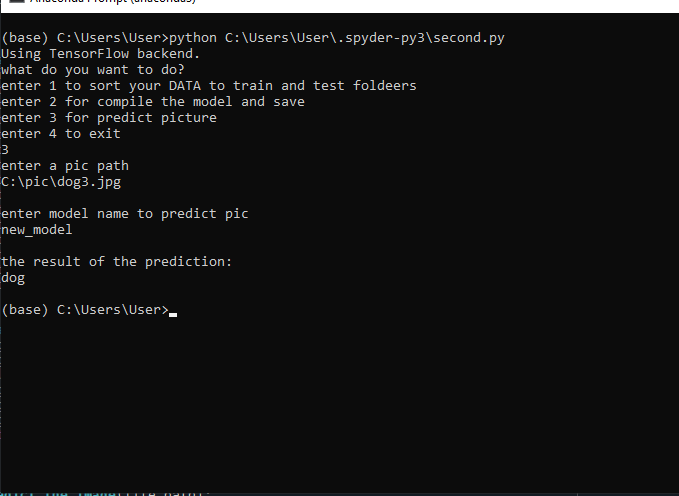 Anaconda Prompt (anaconda3)
(base) C:\Users\User>python C:\Users\User\.spyder-py3\second.py
Using TensorFlow backend.
what do you want to do?
enter 1 to sort your DATA to train and test foldeers
enter 2 for compile the model and save
enter 3 for predict picture
enter 4 to exit
3
enter a pic path
C:\pic\dog3.jpg
enter model name to predict pic
new_model
the result of the prediction:
dog
(base) C:\Users\User>